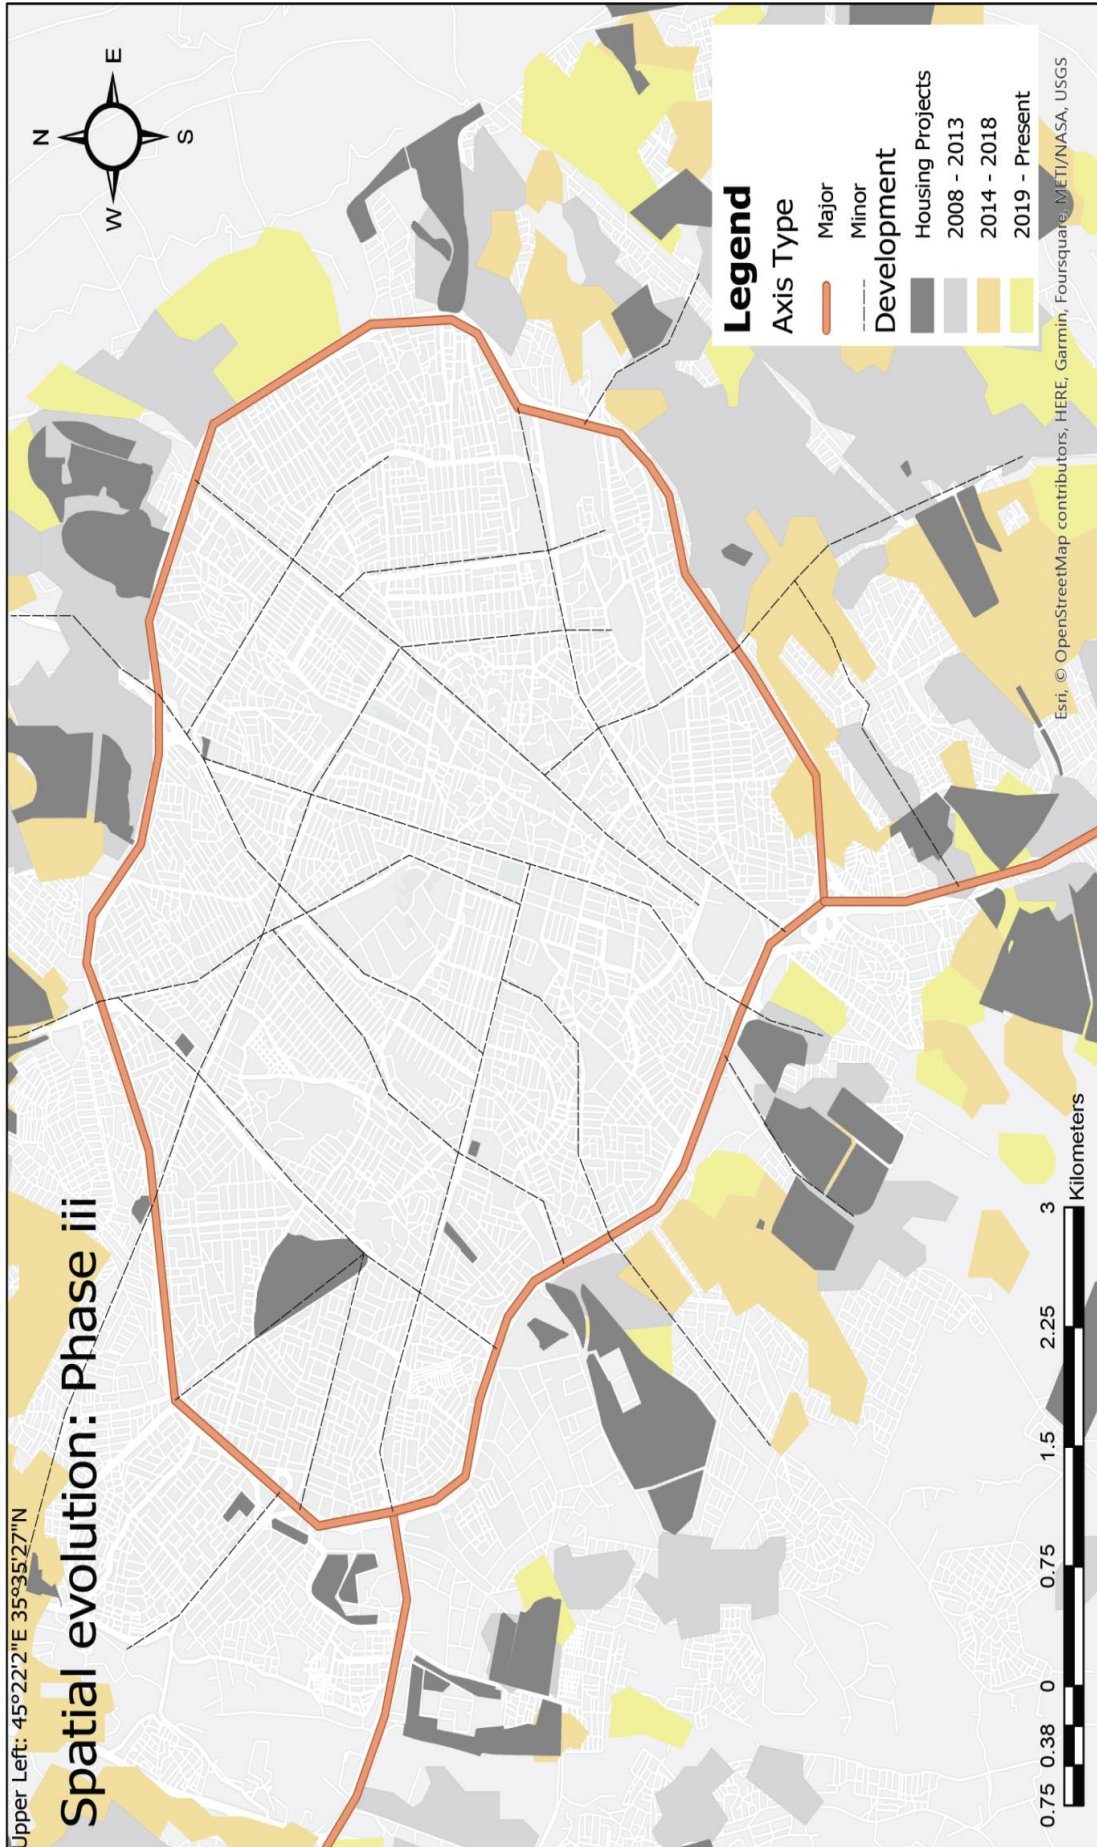 Upper Left: 45°22'2"E 35°35'27"N
Spatial evolution: Phase iii
N
W
E
S
Legend
Axis Type
Major
Minor
Development
Housing Projects
2008 - 2013
2014 - 2018
2019 - Present
0.75 0.38 0 0.75 1.5 2.25 3
Kilometers
Esri, © OpenStreetMap contributors, HERE, Garmin, Foursquare, METI/NASA, USGS